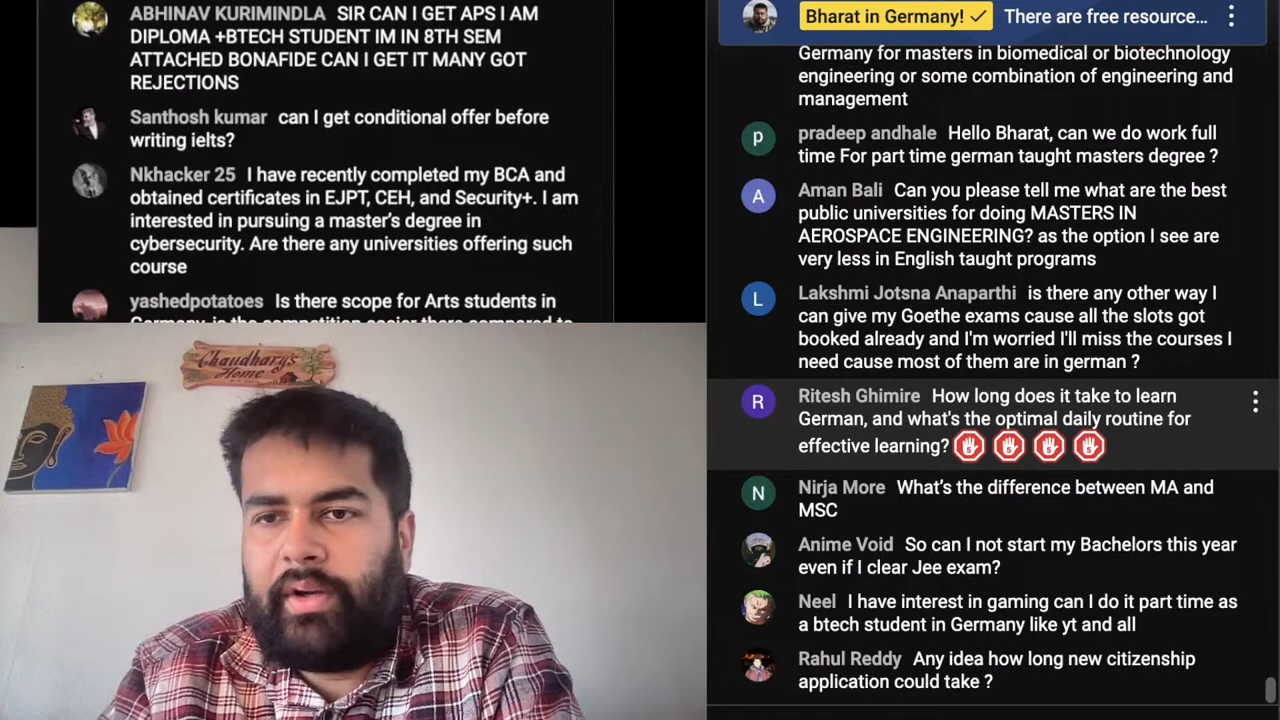 ABHINAV KURIMINDLA SIR CAN I GET APS I AM
DIPLOMA +BTECH STUDENT IM IN 8TH SEM
ATTACHED BONAFIDE CAN I GET IT MANY GOT
REJECTIONS
Santhosh kumar can I get conditional offer before
writing ielts?
Nkhacker 25 I have recently completed my BCA and
obtained certificates in EJPT, CEH, and Security+. I am
interested in pursuing a master's degree in
cybersecurity. Are there any universities offering such
course
yashedpotatoes Is there scope for Arts students in
Chaudhary's
Home
Bharat in Germany! There are free resource...
Germany for masters in biomedical or biotechnology
engineering or some combination of engineering and
management
P
pradeep andhale Hello Bharat, can we do work full
time For part time german taught masters degree ?
A
Aman Bali Can you please tell me what are the best
public universities for doing MASTERS IN
AEROSPACE ENGINEERING? as the option I see are
very less in English taught programs
L
Lakshmi Jotsna Anaparthi is there any other way I
can give my Goethe exams cause all the slots got
booked already and I'm worried I'll miss the courses I
need cause most of them are in german ?
R
Ritesh Ghimire How long does it take to learn
German, and what's the optimal daily routine for
effective learning?
N
Nirja More What's the difference between MA and
MSC
Anime Void So can I not start my Bachelors this year
even if I clear Jee exam?
Neel I have interest in gaming can I do it part time as
a btech student in Germany like yt and all
Rahul Reddy Any idea how long new citizenship
application could take ?